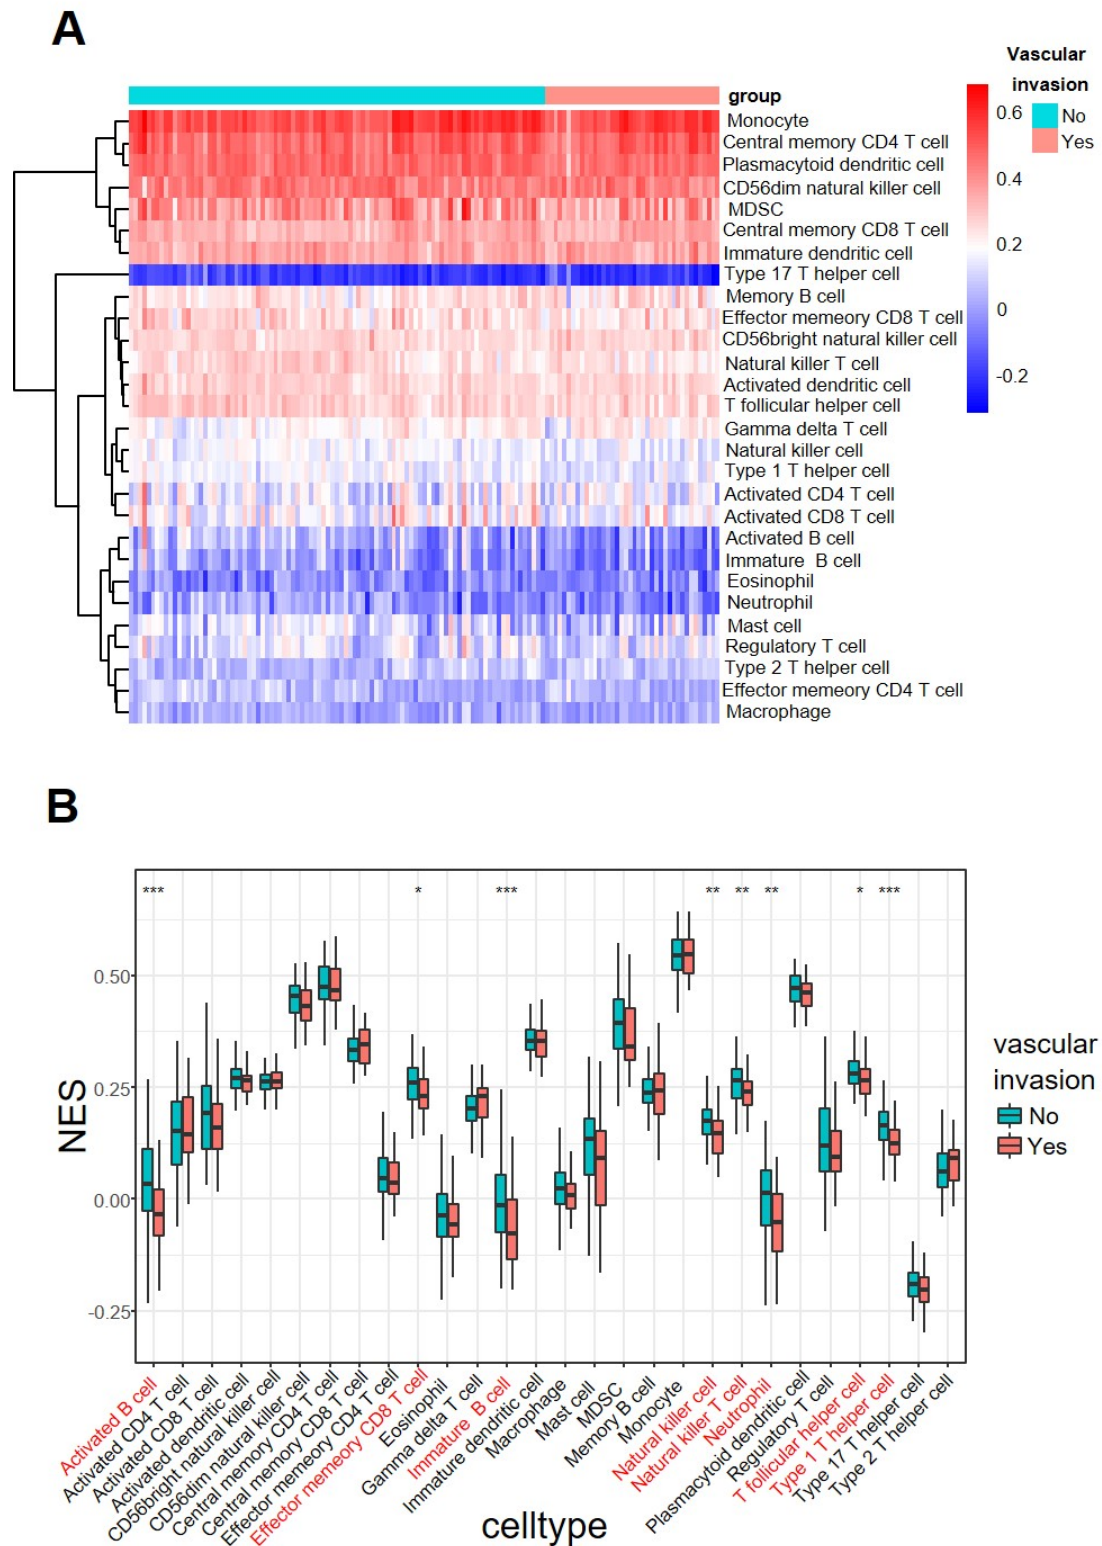 A
Vascular
invasion
No
Yes
group
0.6
0.4
0.2
0
-0.2
Monocyte
Central memory CD4 T cell
Plasmacytoid dendritic cell
CD56dim natural killer cell
MDSC
Central memory CD8 T cell
Immature dendritic cell
Type 17 T helper cell
Memory B cell
Effector memeory CD8 T cell
CD56bright natural killer cell
Natural killer T cell
Activated dendritic cell
T follicular helper cell
Gamma delta T cell
Natural killer cell
Type 1 T helper cell
Activated CD4 T cell
Activated CD8 T cell
Activated B cell
Immature  B cell
Eosinophil
Neutrophil
Mast cell
Regulatory T cell
Type 2 T helper cell
Effector memeory CD4 T cell
Macrophage
B
*** * *** ** ** ** * ***
NES
0.50
0.25
0.00
-0.25
vascular
invasion
No
Yes
Activated B cell
Activated CD4 T cell
Activated CD8 T cell
Activated dendritic cell
CD56bright natural killer cell
CD56dim natural killer cell
Central memory CD4 T cell
Central memory CD8 T cell
Effector memeory CD4 T cell
Effector memeory CD8 T cell
Eosinophil
Gamma delta T cell
Immature  B cell
Immature dendritic cell
Macrophage
Mast cell
MDSC
Memory B cell
Monocyte
Natural killer cell
Natural killer T cell
Neutrophil
Plasmacytoid dendritic cell
Regulatory T cell
T follicular helper cell
Type 1 T helper cell
Type 17 T helper cell
Type 2 T helper cell
celltype